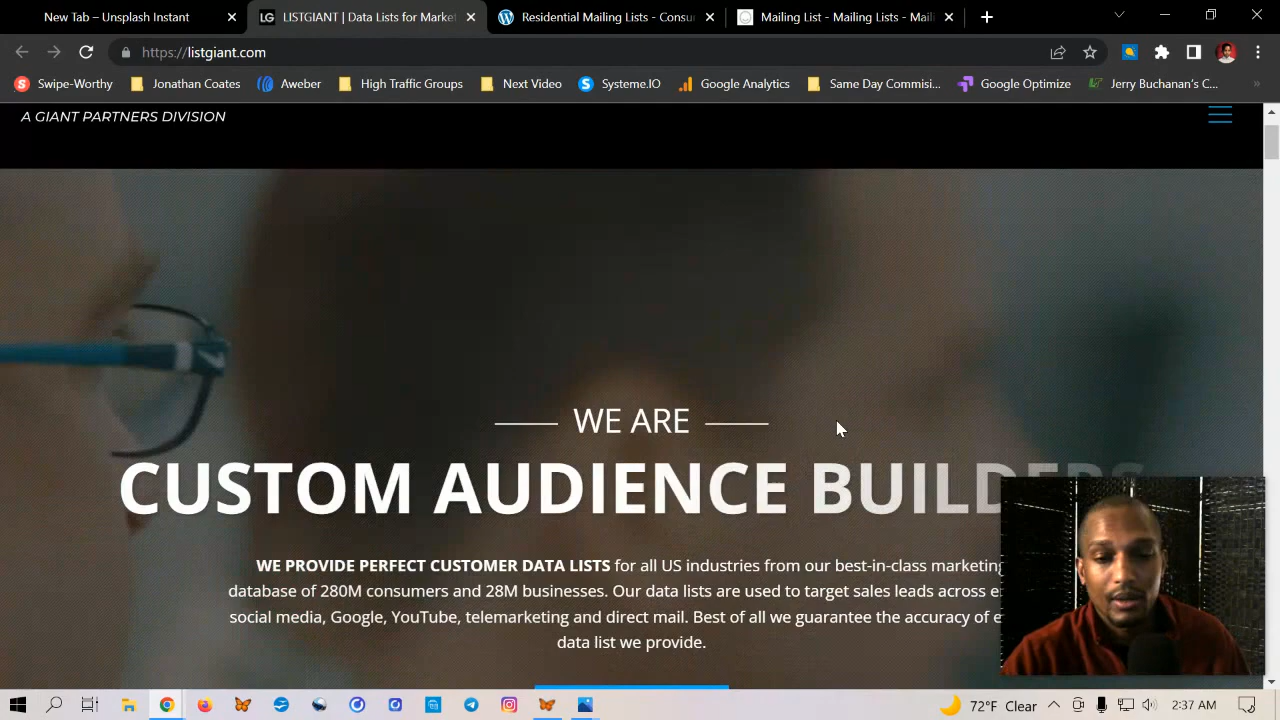 New Tab - Unsplash Instant
LG LISTGIANT | Data Lists for Market
Residential Mailing Lists - Consu
Mailing List - Mailing Lists - Maili
https://listgiant.com
Swipe-Worthy
Jonathan Coates
Aweber
High Traffic Groups
Next Video
Systeme.IO
Google Analytics
Same Day Commisi...
Google Optimize
Jerry Buchanan's C...
A GIANT PARTNERS DIVISION
WE ARE
CUSTOM AUDIENCE BUILDERS
WE PROVIDE PERFECT CUSTOMER DATA LISTS for all US industries from our best-in-class marketing
database of 280M consumers and 28M businesses. Our data lists are used to target sales leads across e
social media, Google, YouTube, telemarketing and direct mail. Best of all we guarantee the accuracy of e
data list we provide.
72°F Clear
2:37 AM